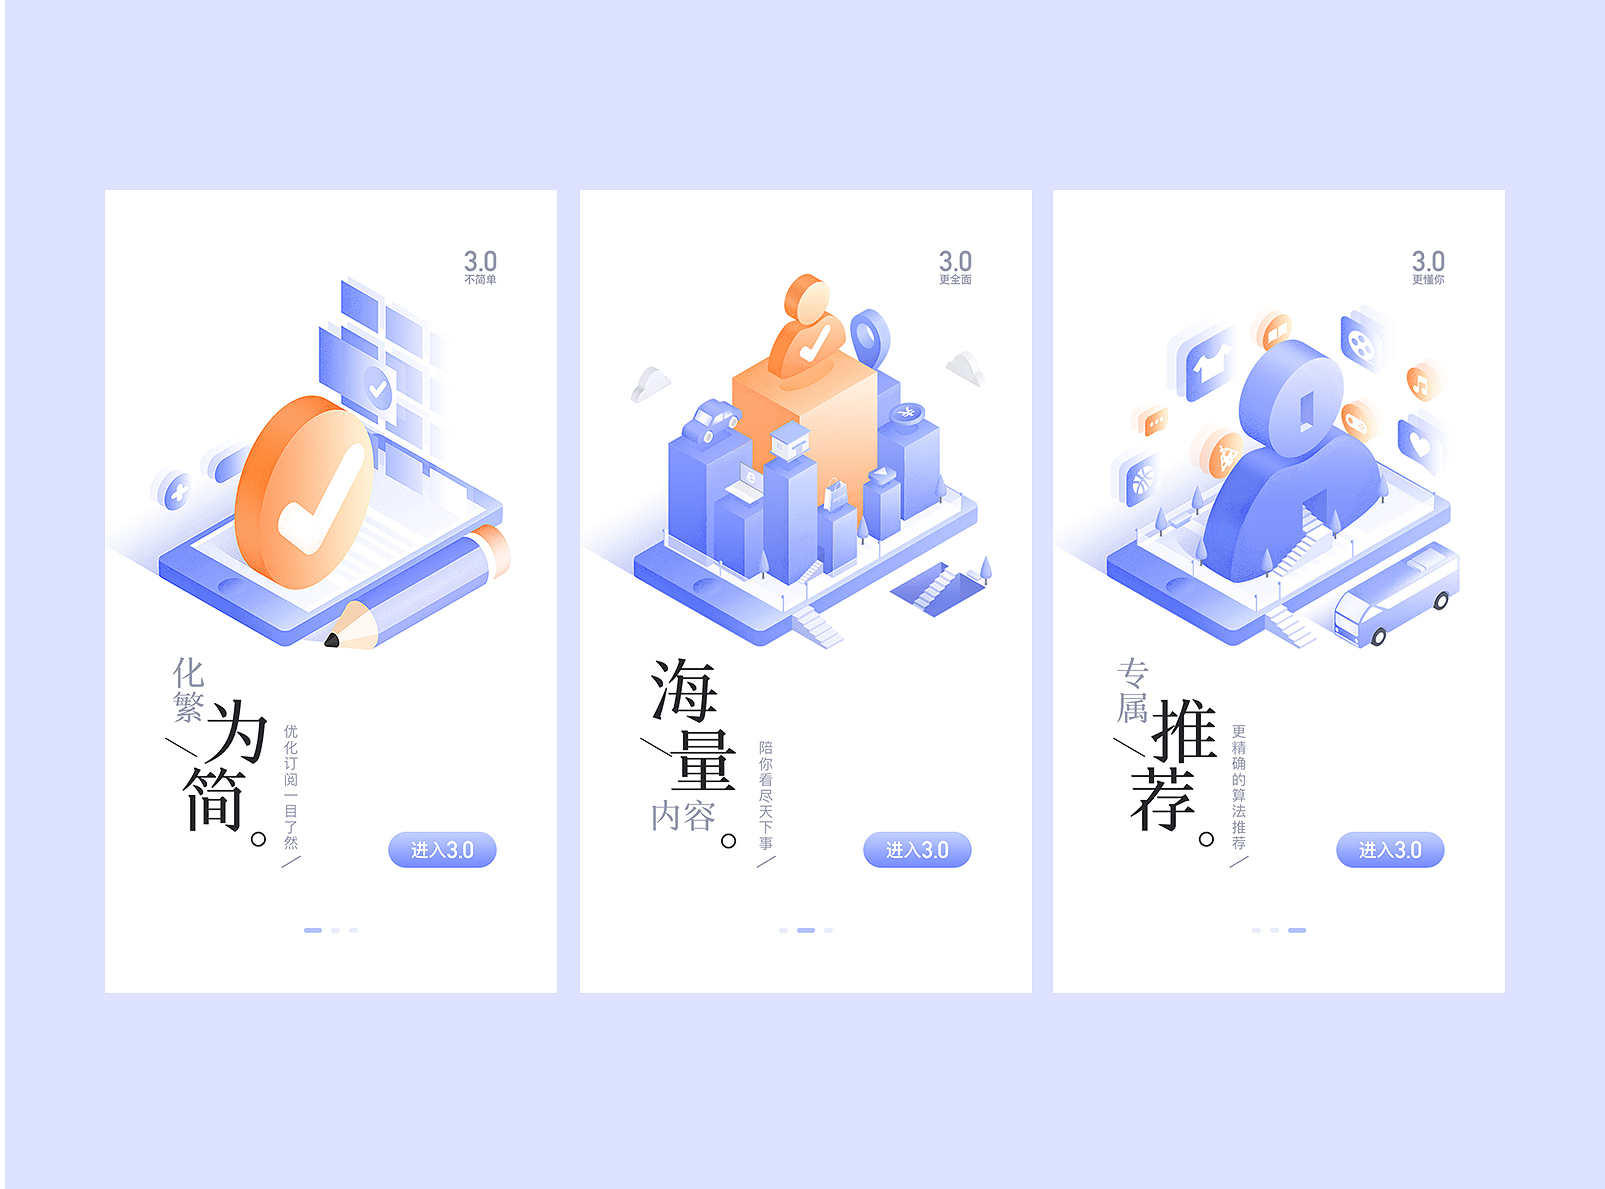 3.0
不简单
化繁
为
简。
优化订阅一目了然
进入3.0
3.0
更全面
海
量
内容。
陪你看尽天下事
进入3.0
3.0
更懂你
专属
推
荐。
更精确的算法推荐
进入3.0